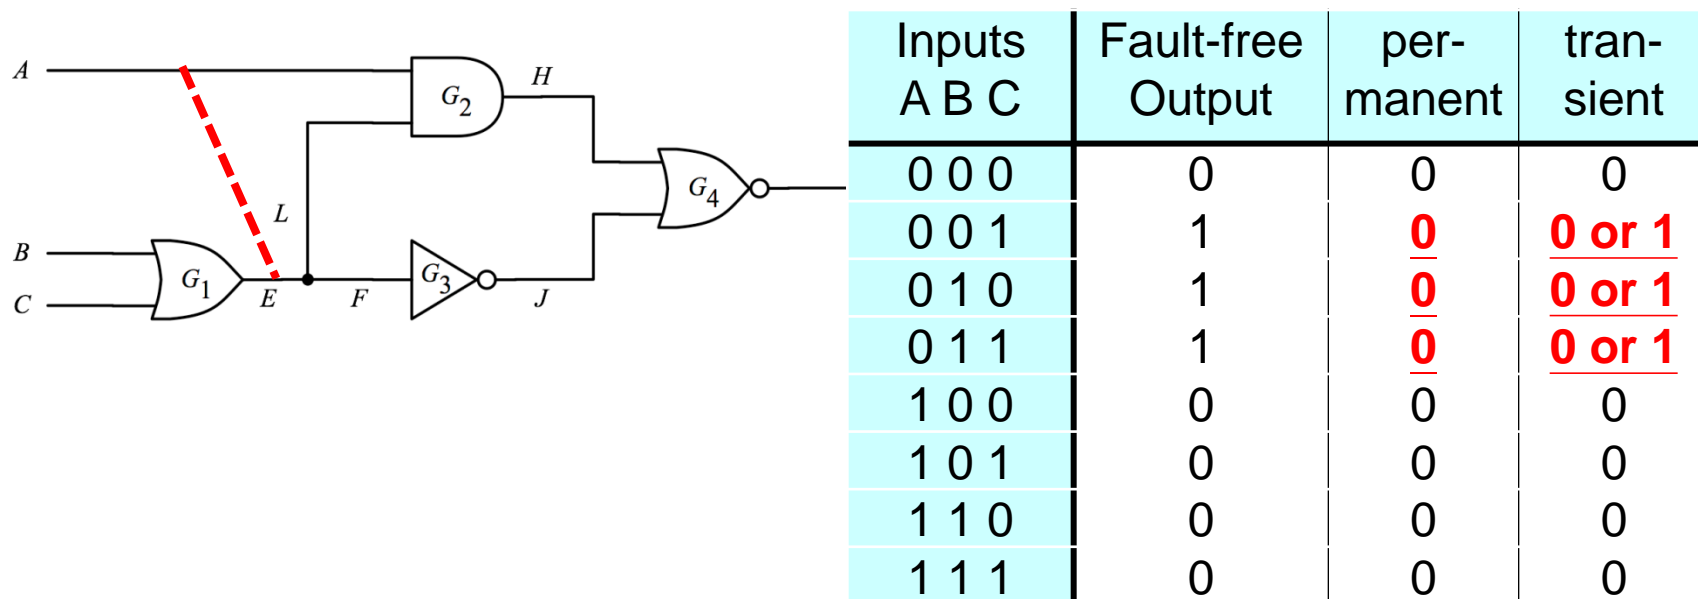 A
H
G2
L
G4
B
G1
G3
C
E
F
J
Inputs Fault-free per- tran-
A B C Output manent sient
0 0 0 0 0 0
0 0 1 1 0 0 or 1
0 1 0 1 0 0 or 1
0 1 1 1 0 0 or 1
1 0 0 0 0 0
1 0 1 0 0 0
1 1 0 0 0 0
1 1 1 0 0 0